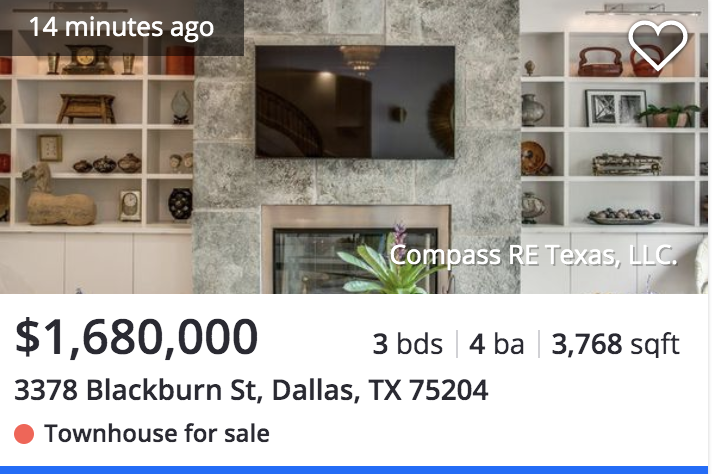 14 minutes ago
Compass RE Texas, LLC.
$1,680,000 3 bds 4 ba 3,768 sqft
3378 Blackburn St, Dallas, TX 75204
Townhouse for sale